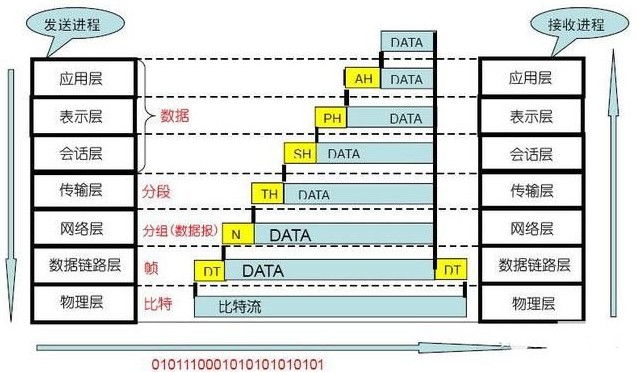 发送进程
接收进程
DATA
应用层
AH
DATA
应用层
表示层
数据
PH
DATA
表示层
会话层
SH
DATA
会话层
传输层
分段
TH
DATA
传输层
网络层
分组(数据报)
N
DATA
网络层
数据链路层
帧
DT
DATA
DT
数据链路层
物理层
比特
比特流
物理层
0101110001010101010101